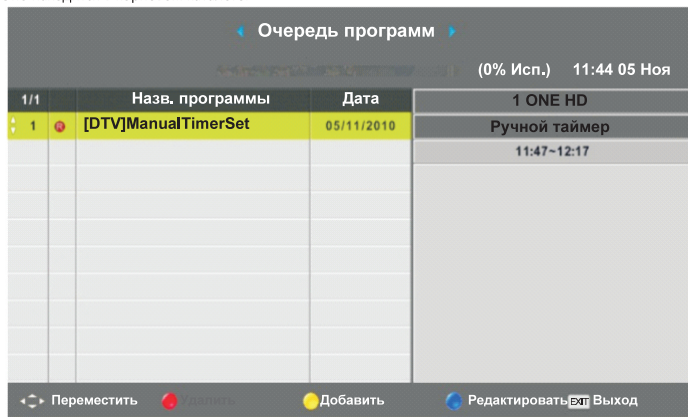 Очередь программ
(0% Исп.) 11:44 05 Ноя
1/1 Назв. программы Дата 1 ONE HD
1 R [DTV]ManualTimerSet 05/11/2010 Ручной таймер
11:47~12:17
Переместить Удалить Добавить Редактировать EXIT Выход